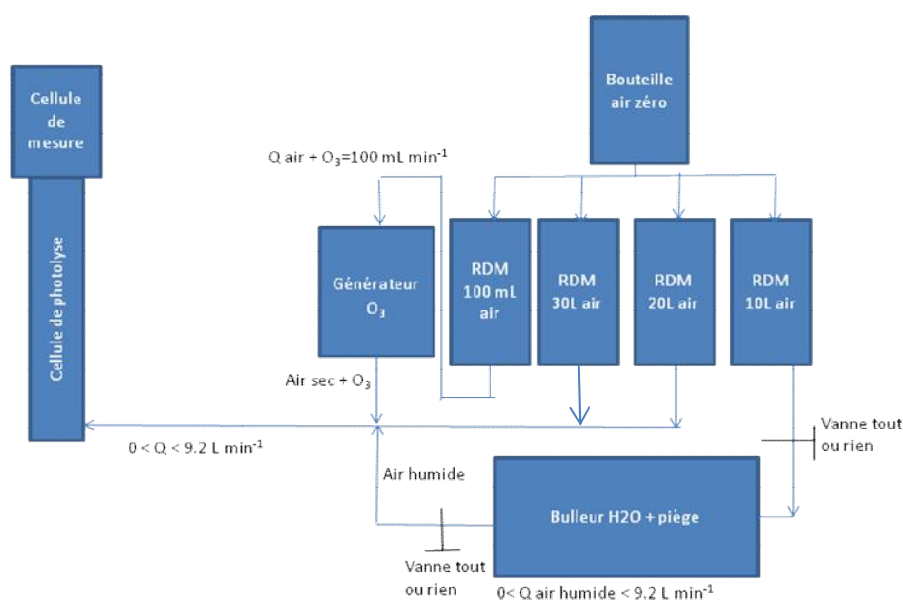 Bouteille
air zéro
Cellule
de
mesure
Q air + O₃=100 mL min⁻¹
Cellule de photolyse
Générateur
O₃
RDM
100 mL
air
RDM
30L air
RDM
20L air
RDM
10L air
Air sec + O₃
0 < Q < 9.2 L min⁻¹
Vanne tout
ou rien
Air humide
Bulleur H2O + piège
Vanne tout
ou rien
0< Q air humide < 9.2 L min⁻¹